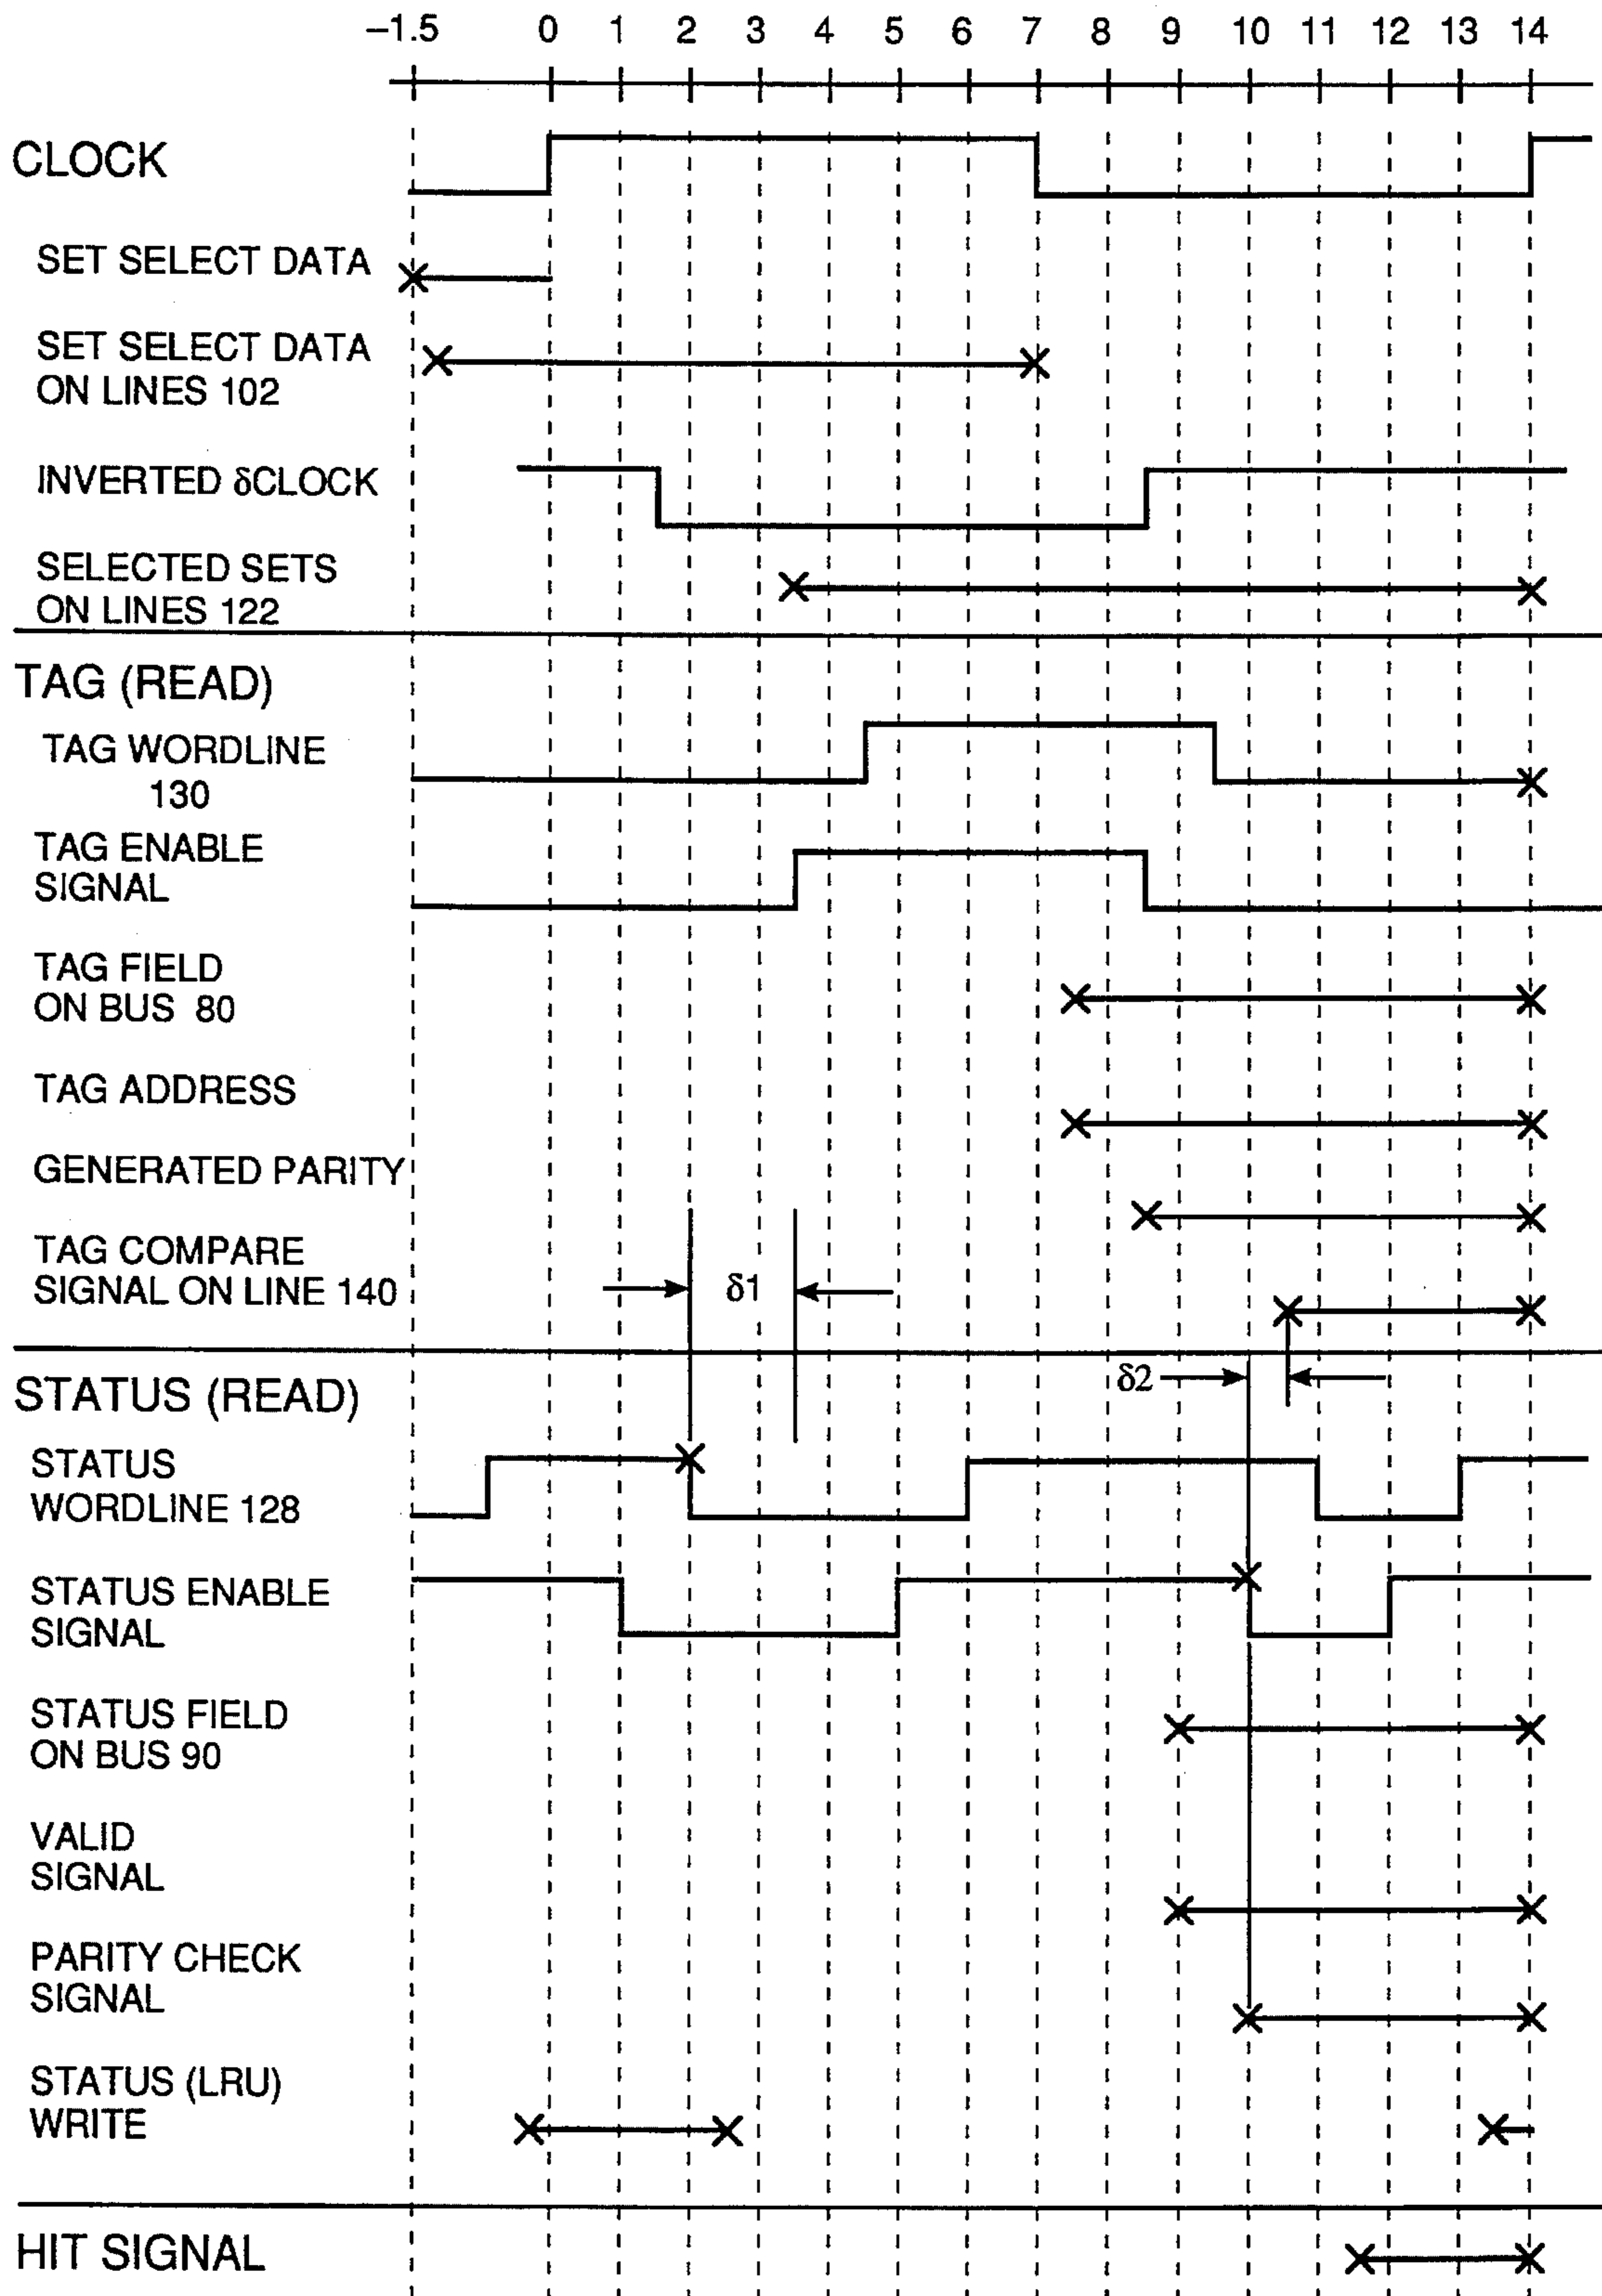 –1.5 0 1 2 3 4 5 6 7 8 9 10 11 12 13 14
CLOCK
SET SELECT DATA
SET SELECT DATA
ON LINES 102
INVERTED δCLOCK
SELECTED SETS
ON LINES 122
TAG (READ)
TAG WORDLINE
130
TAG ENABLE
SIGNAL
TAG FIELD
ON BUS 80
TAG ADDRESS
GENERATED PARITY
TAG COMPARE
SIGNAL ON LINE 140
δ1
δ2
STATUS (READ)
STATUS
WORDLINE 128
STATUS ENABLE
SIGNAL
STATUS FIELD
ON BUS 90
VALID
SIGNAL
PARITY CHECK
SIGNAL
STATUS (LRU)
WRITE
HIT SIGNAL